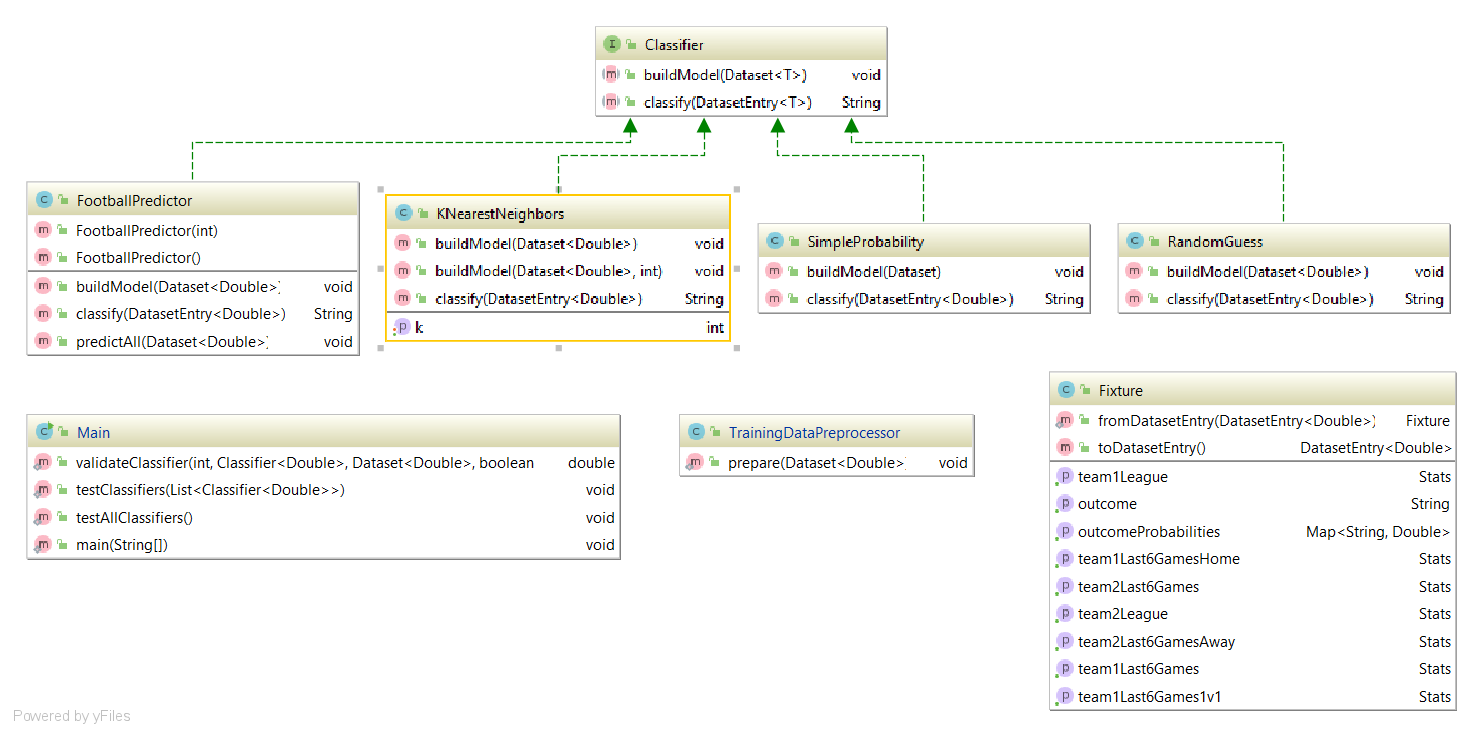 Classifier
buildModel(Dataset<T>) void
classify(DatasetEntry<T>) String
FootballPredictor
FootballPredictor(int)
FootballPredictor()
buildModel(Dataset<Double>) void
classify(DatasetEntry<Double>) String
predictAll(Dataset<Double>) void
KNearestNeighbors
buildModel(Dataset<Double>) void
buildModel(Dataset<Double>, int) void
classify(DatasetEntry<Double>) String
k int
SimpleProbability
buildModel(Dataset) void
classify(DatasetEntry<Double>) String
RandomGuess
buildModel(Dataset<Double>) void
classify(DatasetEntry<Double>) String
Main
validateClassifier(int, Classifier<Double>, Dataset<Double>, boolean double
testClassifiers(List<Classifier<Double>>) void
testAllClassifiers() void
main(String[]) void
TrainingDataPreprocessor
prepare(Dataset<Double>) void
Fixture
fromDatasetEntry(DatasetEntry<Double>) Fixture
toDatasetEntry() DatasetEntry<Double>
team1League Stats
outcome String
outcomeProbabilities Map<String, Double>
team1Last6GamesHome Stats
team2Last6Games Stats
team2League Stats
team2Last6GamesAway Stats
team1Last6Games Stats
team1Last6Games1v1 Stats
Powered by yFiles